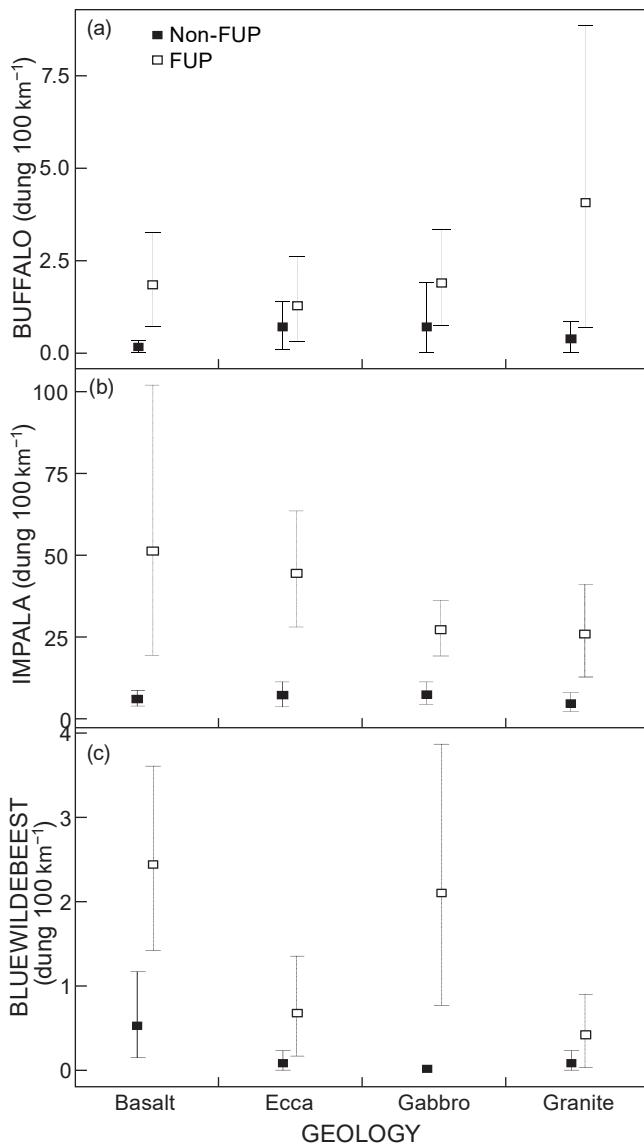 (a)
Non-FUP
FUP
BUFFALO (dung 100 km⁻¹)
7.5
5.0
2.5
0.0
(b)
IMPALA (dung 100 km⁻¹)
100
75
50
25
0
(c)
BLUEWILDEBEEST
(dung 100 km⁻¹)
4
3
2
1
0
Basalt
Ecca
Gabbro
Granite
GEOLOGY